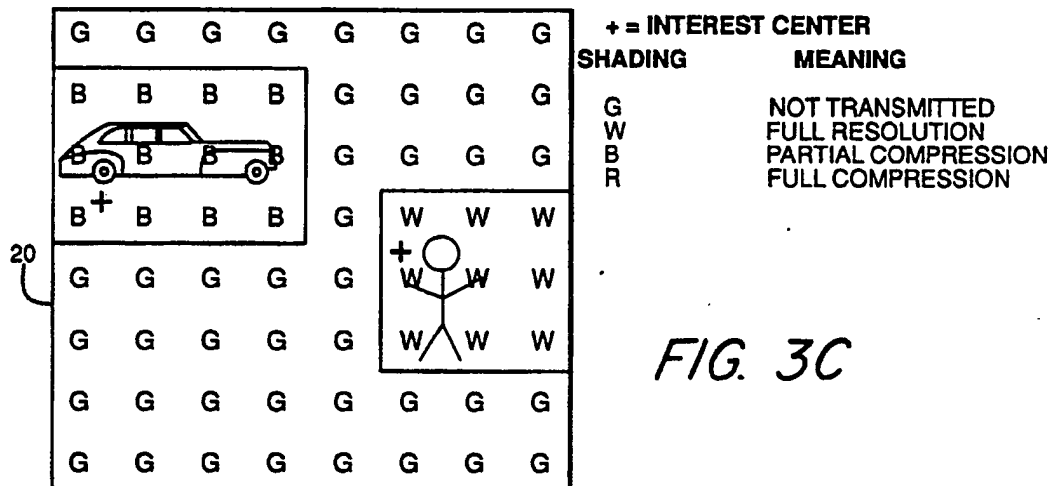 G G G G G G G G
B B B B G G G G
B B B B G G G G
B B B B G W W W
G G G G G W W W
G G G G G W W W
G G G G G G G G
G G G G G G G G
20
+ = INTEREST CENTER
SHADING MEANING
G NOT TRANSMITTED
W FULL RESOLUTION
B PARTIAL COMPRESSION
R FULL COMPRESSION
FIG. 3C